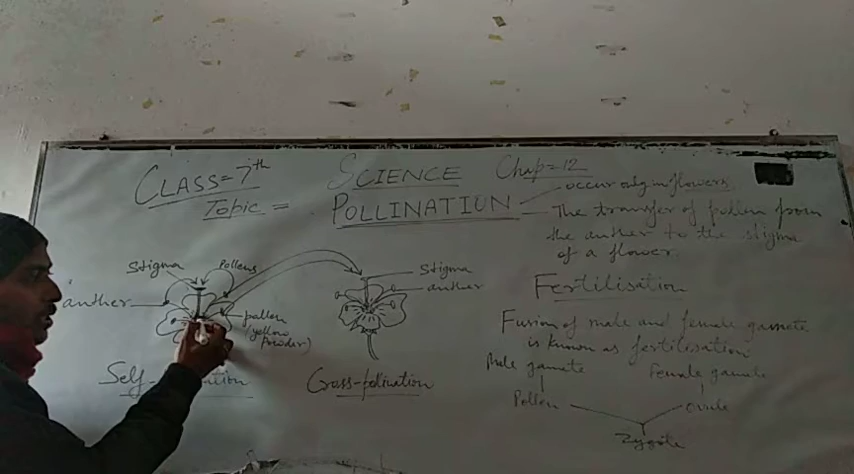 CLASS=7th SCIENCE Chap=12
Topic = POLLINATION
occur only in flowers
The transfer of pollen from
the anther to the stigma
of a flower.
Stigma
Pollens
anther
pollen
(yellow
powder)
Self-
Stigma
anther
Cross-pollination
Fertilisation
Fusion of male and female gamete
is known as fertilisation
Male gamete Female gamete
Pollen ovule
Zygote